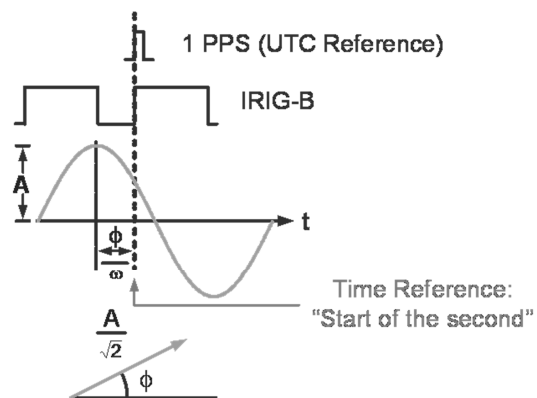 1 PPS (UTC Reference)
IRIG-B
A
t
ϕ
ω
Time Reference:
"Start of the second"
A
√2
ϕ